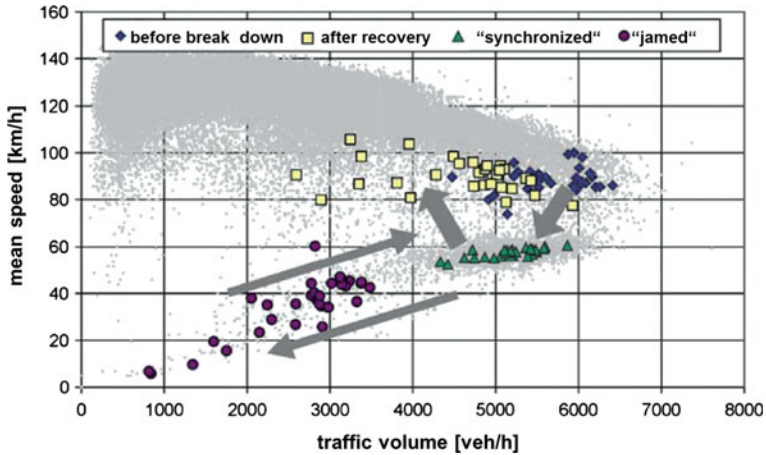 160
before break down after recovery “synchronized“ “jamed“
140
120
100
80
60
40
20
0
mean speed [km/h]
0 1000 2000 3000 4000 5000 6000 7000 8000
traffic volume [veh/h]